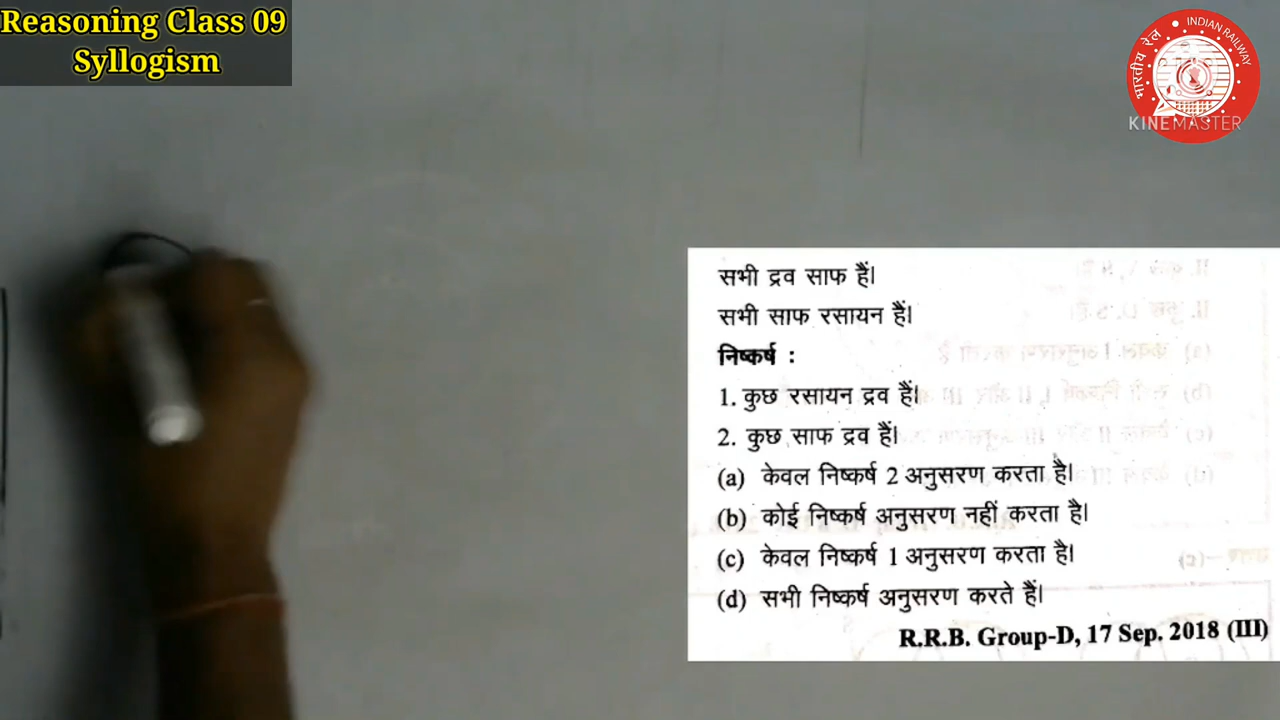 Reasoning Class 09
Syllogism
भारतीय रेल
INDIAN RAILWAY
KINEMASTER
सभी द्रव साफ हैं।
सभी साफ रसायन हैं।
निष्कर्ष :
1. कुछ रसायन द्रव हैं।
2. कुछ साफ द्रव हैं।
(a) केवल निष्कर्ष 2 अनुसरण करता है।
(b) कोई निष्कर्ष अनुसरण नहीं करता है।
(c) केवल निष्कर्ष 1 अनुसरण करता है।
(d) सभी निष्कर्ष अनुसरण करते हैं।
R.R.B. Group-D, 17 Sep. 2018 (III)